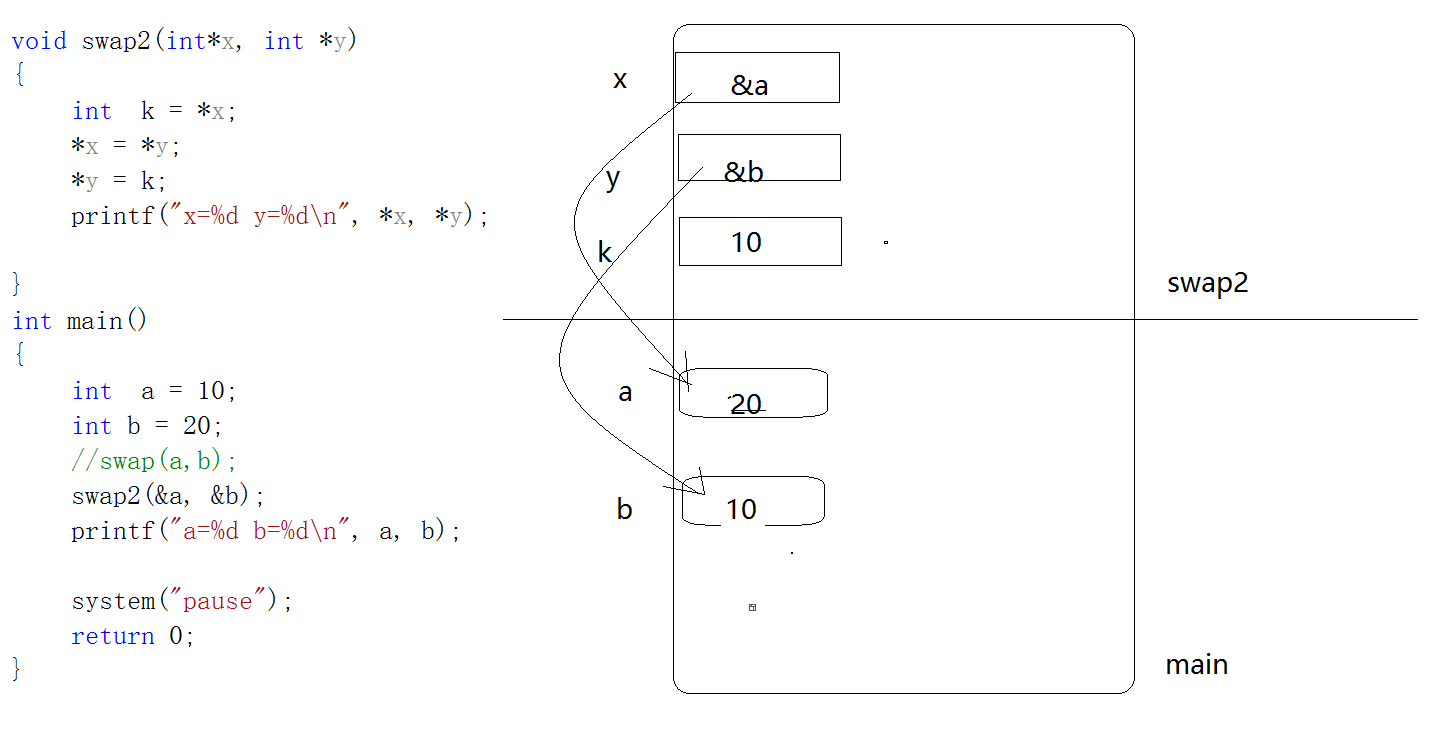 void swap2(int*x, int *y)
{
int  k = *x;
*x = *y;
*y = k;
printf("x=%d y=%d\n", *x, *y);
}
int main()
{
int  a = 10;
int b = 20;
//swap(a,b);
swap2(&a, &b);
printf("a=%d b=%d\n", a, b);
system("pause");
return 0;
}
x
&a
y
&b
k
10
swap2
a
20
b
10
main